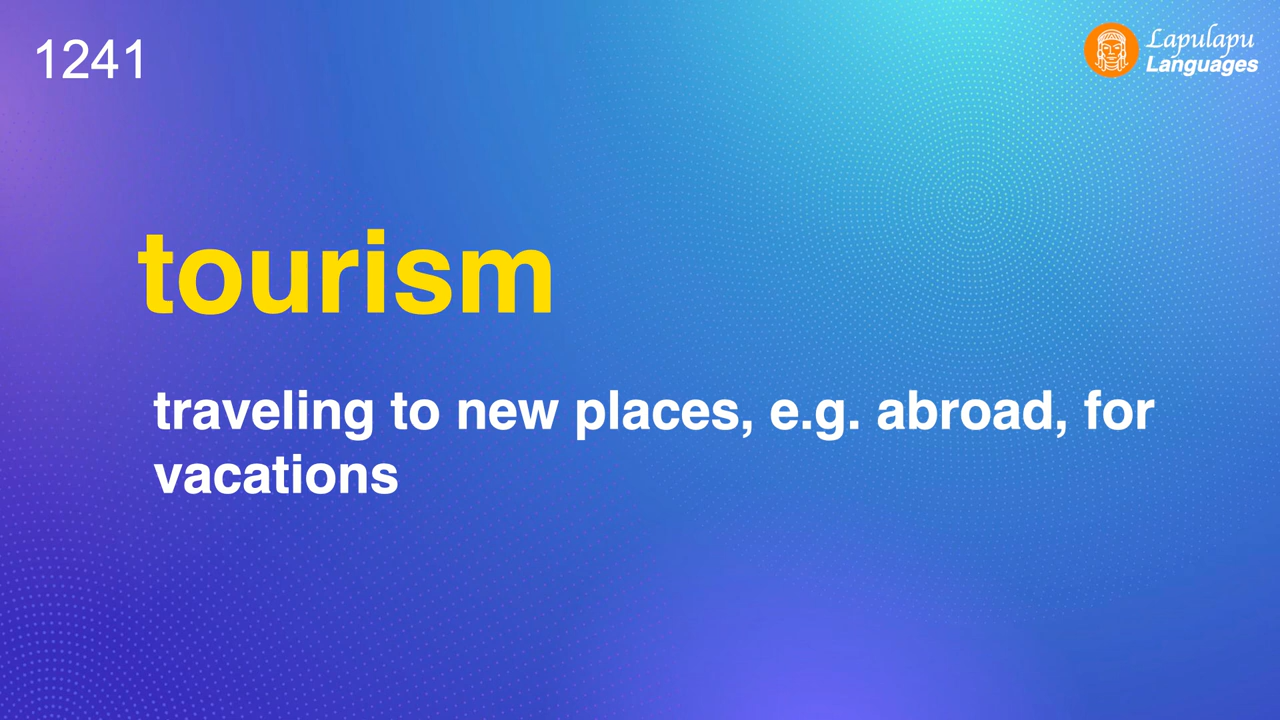 1241
Lapulapu
Languages
tourism
traveling to new places, e.g. abroad, for
vacations